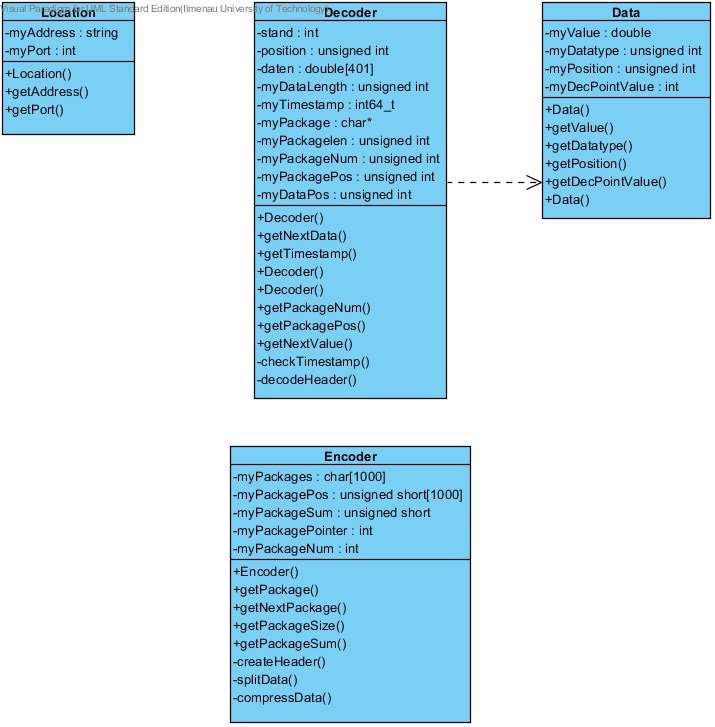 Visual Paradigm for UML Standard Edition(Ilmenau University of Technology)
Location
-myAddress : string
-myPort : int
+Location()
+getAddress()
+getPort()
Decoder
-stand : int
-position : unsigned int
-daten : double[401]
-myDataLength : unsigned int
-myTimestamp : int64_t
-myPackage : char*
-myPackagelen : unsigned int
-myPackageNum : unsigned int
-myPackagePos : unsigned int
-myDataPos : unsigned int
+Decoder()
+getNextData()
+getTimestamp()
+Decoder()
+Decoder()
+getPackageNum()
+getPackagePos()
+getNextValue()
-checkTimestamp()
-decodeHeader()
Data
-myValue : double
-myDatatype : unsigned int
-myPosition : unsigned int
-myDecPointValue : int
+Data()
+getValue()
+getDatatype()
+getPosition()
+getDecPointValue()
+Data()
Encoder
-myPackages : char[1000]
-myPackagePos : unsigned short[1000]
-myPackageSum : unsigned short
-myPackagePointer : int
-myPackageNum : int
+Encoder()
+getPackage()
+getNextPackage()
+getPackageSize()
+getPackageSum()
-createHeader()
-splitData()
-compressData()